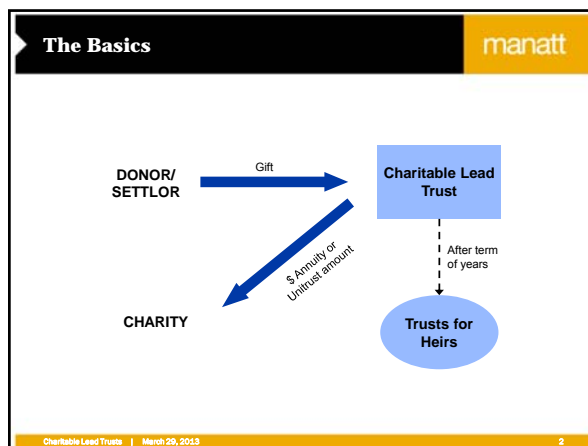 The Basics
manatt
DONOR/
SETTLOR
Gift
Charitable Lead
Trust
$ Annuity or
Unitrust amount
After term
of years
CHARITY
Trusts for
Heirs
Charitable Lead Trusts | March 29, 2013
2